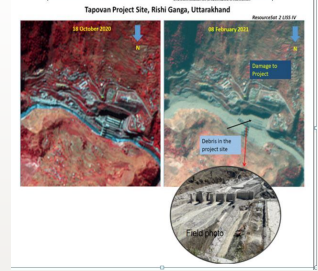 Tapovan Project Site, Rishi Ganga, Uttarakhand
ResourceSat 2 LISS IV
18 October 2020
N
08 February 2021
N
Damage to
Project
Debris in the
project site
Field photo